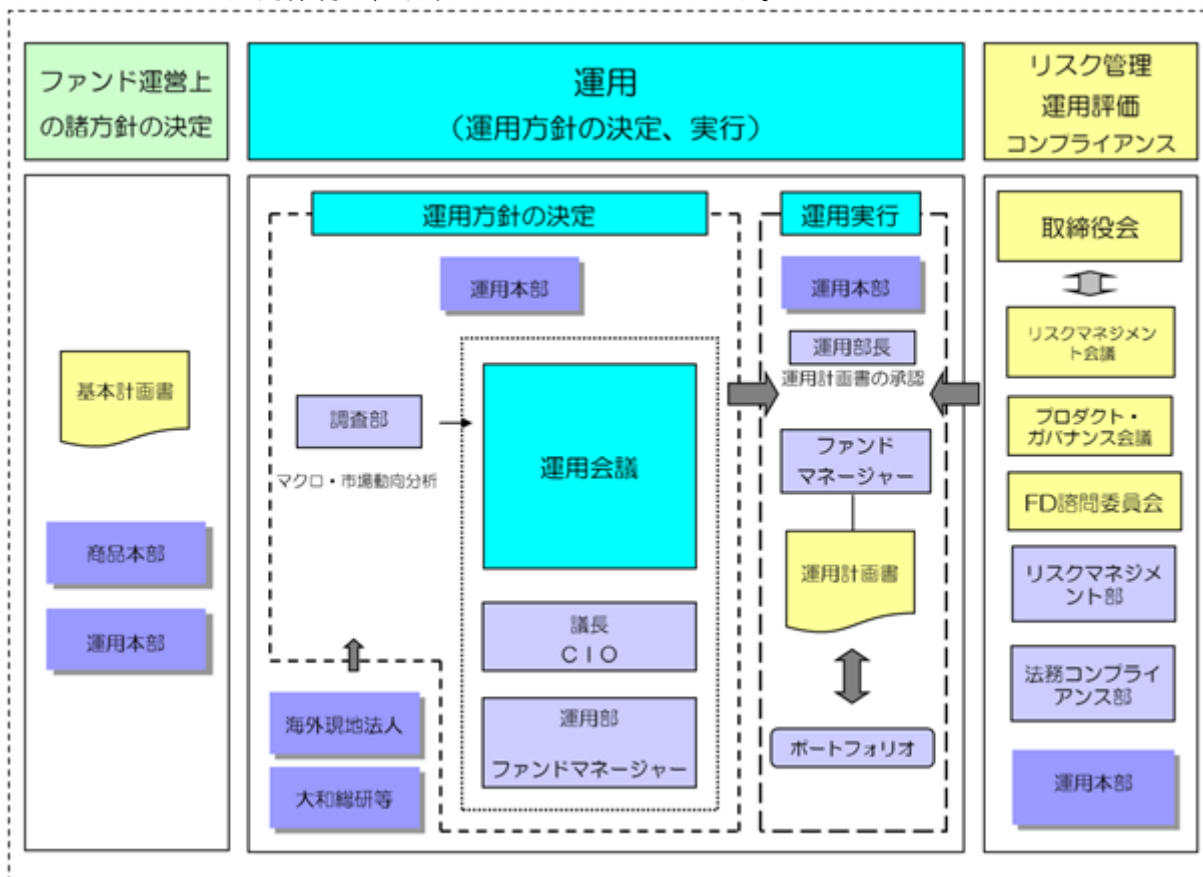 ファンド運営上
の諸方針の決定
運用
（運用方針の決定、実行）
リスク管理
運用評価
コンプライアンス
基本計画書
商品本部
運用本部
運用方針の決定
運用本部
調査部
マクロ・市場動向分析
運用会議
議長
ＣＩＯ
運用部
ファンドマネージャー
海外現地法人
大和総研等
運用実行
運用本部
運用部長
運用計画書の承認
ファンド
マネージャー
運用計画書
ポートフォリオ
取締役会
リスクマネジメン
ト会議
プロダクト・
ガバナンス会議
FD諮問委員会
リスクマネジメ
ント部
法務コンプライ
アンス部
運用本部